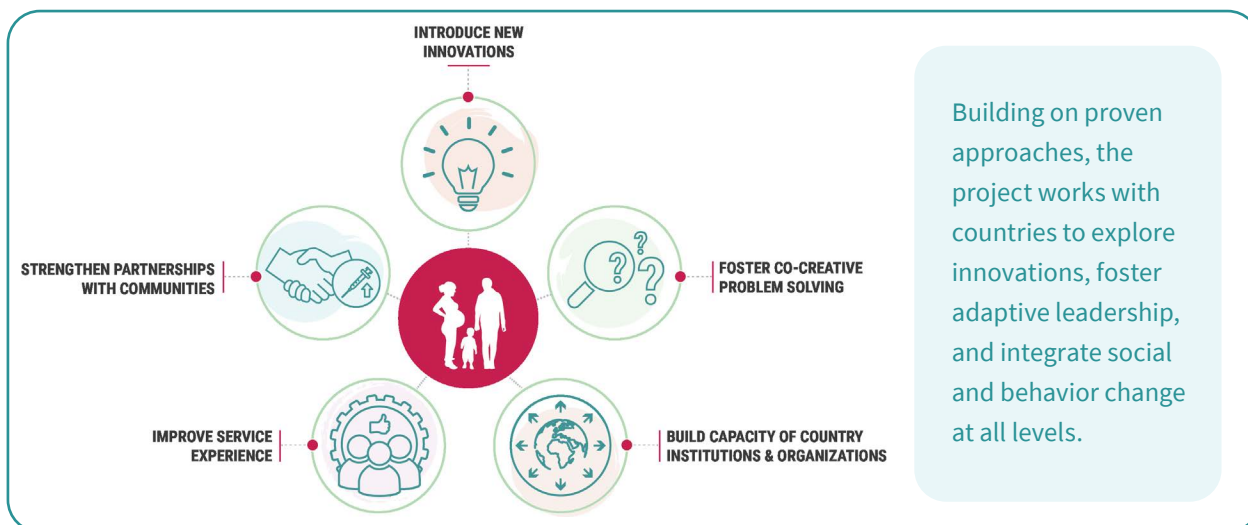 INTRODUCE NEW
INNOVATIONS
STRENGTHEN PARTNERSHIPS
WITH COMMUNITIES
FOSTER CO-CREATIVE
PROBLEM SOLVING
IMPROVE SERVICE
EXPERIENCE
BUILD CAPACITY OF COUNTRY
INSTITUTIONS & ORGANIZATIONS
Building on proven
approaches, the
project works with
countries to explore
innovations, foster
adaptive leadership,
and integrate social
and behavior change
at all levels.